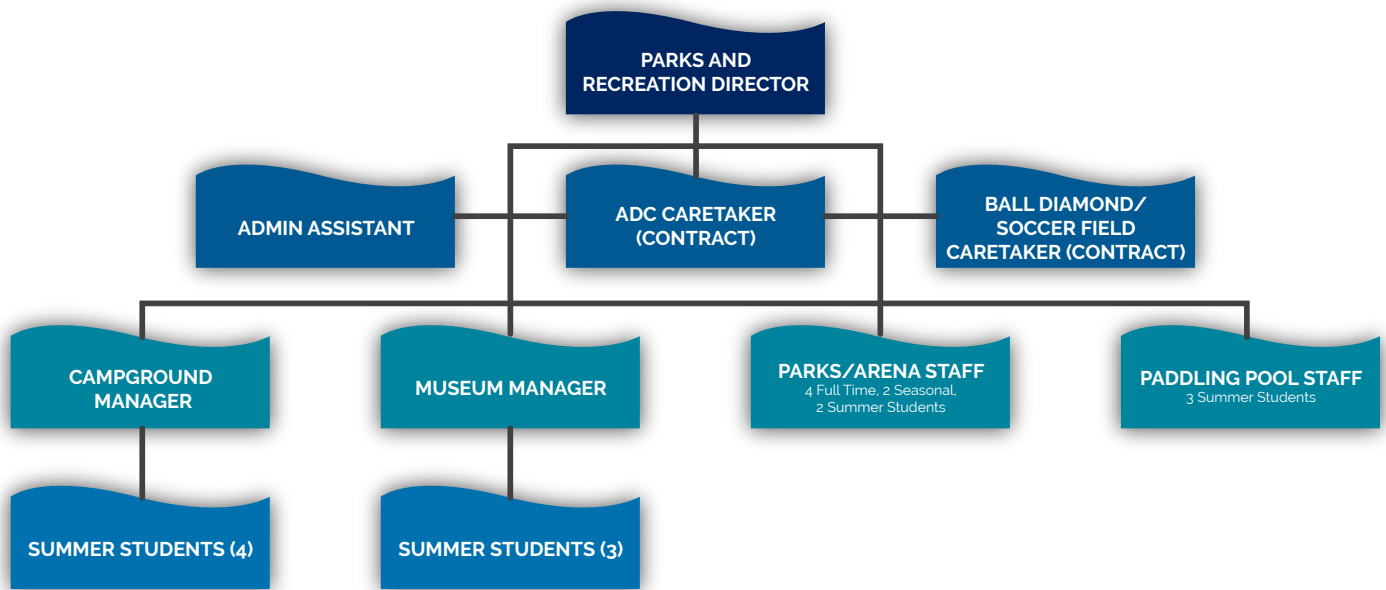 PARKS AND
RECREATION DIRECTOR
ADMIN ASSISTANT
ADC CARETAKER
(CONTRACT)
BALL DIAMOND/
SOCCER FIELD
CARETAKER (CONTRACT)
CAMPGROUND
MANAGER
MUSEUM MANAGER
PARKS/ARENA STAFF
4 Full Time, 2 Seasonal,
2 Summer Students
PADDLING POOL STAFF
3 Summer Students
SUMMER STUDENTS (4)
SUMMER STUDENTS (3)